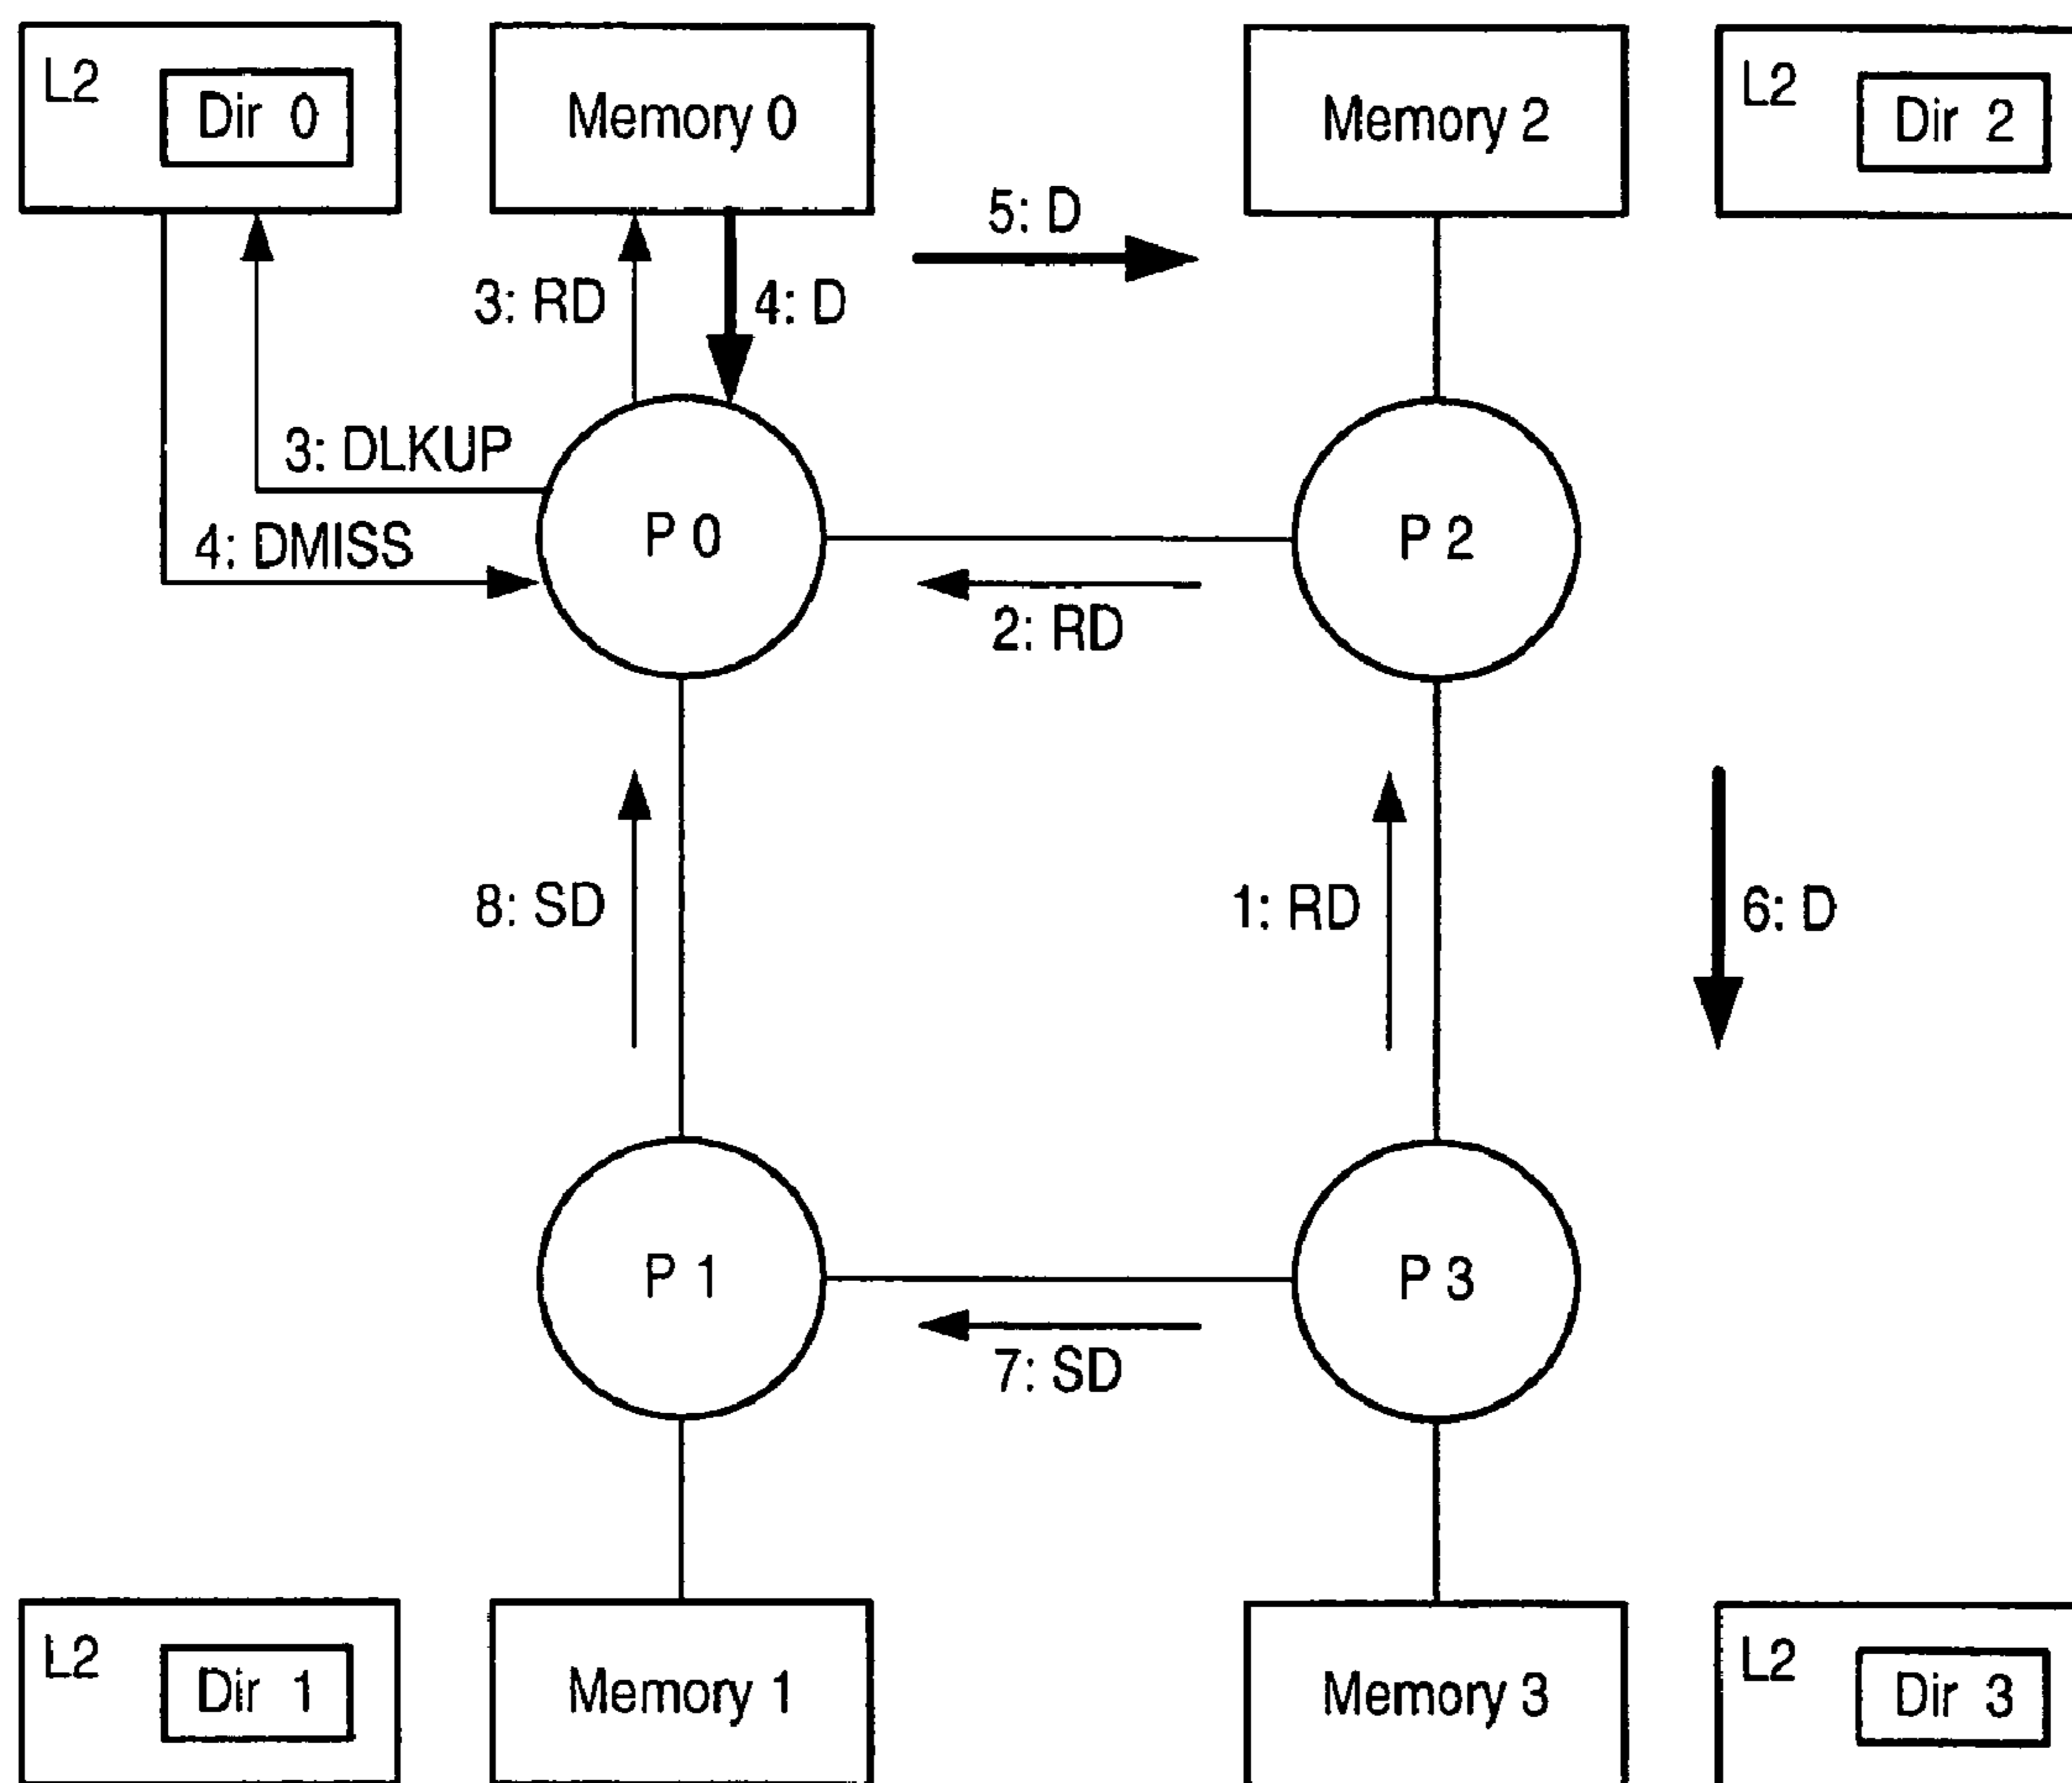 L2
Dir 0
Memory 0
Memory 2
L2
Dir 2
5: D
3: RD
4: D
3: DLKUP
4: DMISS
P 0
P 2
2: RD
8: SD
1: RD
6: D
P 1
P 3
7: SD
L2
Dir 1
Memory 1
Memory 3
L2
Dir 3